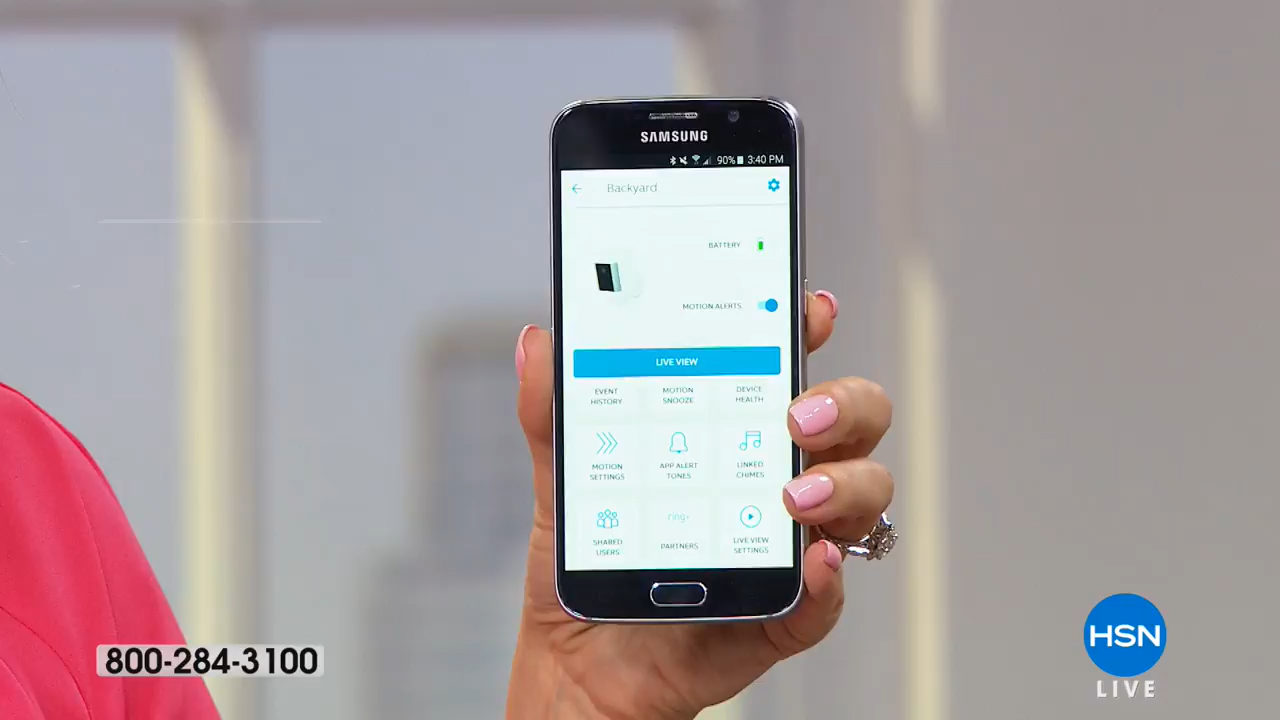 SAMSUNG
90% 3:40 PM
Backyard
BATTERY
MOTION ALERTS
LIVE VIEW
EVENT HISTORY
MOTION SNOOZE
DEVICE HEALTH
MOTION SETTINGS
APP ALERT TONES
LINKED CHIMES
SHARED USERS
ring+
PARTNERS
LIVE VIEW SETTINGS
800-284-3100
HSN
LIVE